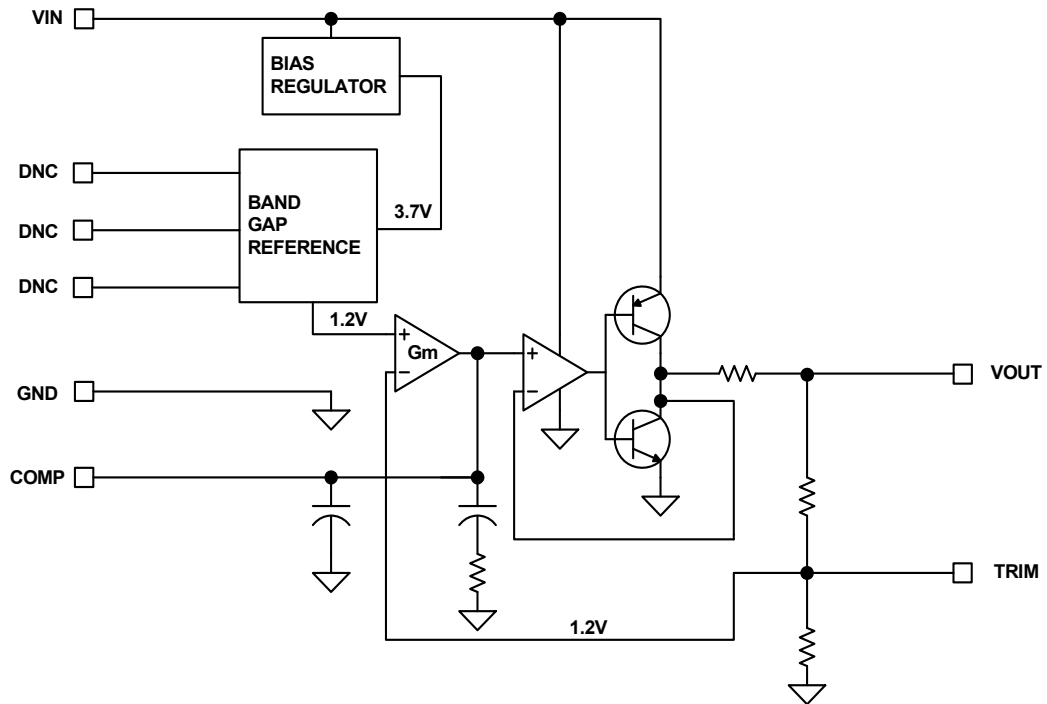 VIN
BIAS
REGULATOR
DNC
BAND
GAP
REFERENCE
3.7V
DNC
DNC
1.2V
+
Gm
−
+
−
VOUT
GND
COMP
TRIM
1.2V